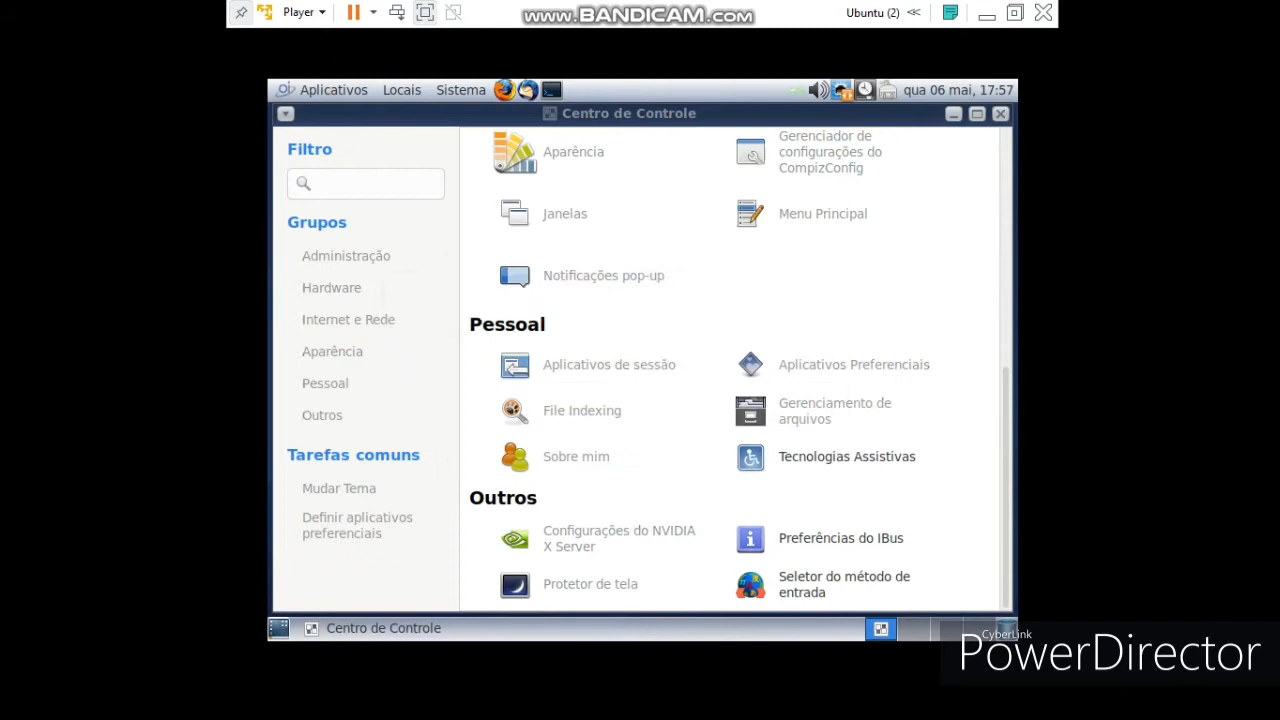 Player
www.BANDICAM.com
Ubuntu (2)
Aplicativos Locais Sistema
qua 06 mai, 17:57
Centro de Controle
Filtro
Grupos
Administração
Hardware
Internet e Rede
Aparência
Pessoal
Outros
Tarefas comuns
Mudar Tema
Definir aplicativos
preferenciais
Aparência
Gerenciador de
configurações do
CompizConfig
Janelas
Menu Principal
Notificações pop-up
Pessoal
Aplicativos de sessão
Aplicativos Preferenciais
File Indexing
Gerenciamento de
arquivos
Sobre mim
Tecnologias Assistivas
Outros
Configurações do NVIDIA
X Server
Preferências do IBus
Protetor de tela
Seletor do método de
entrada
Centro de Controle
CyberLink
PowerDirector